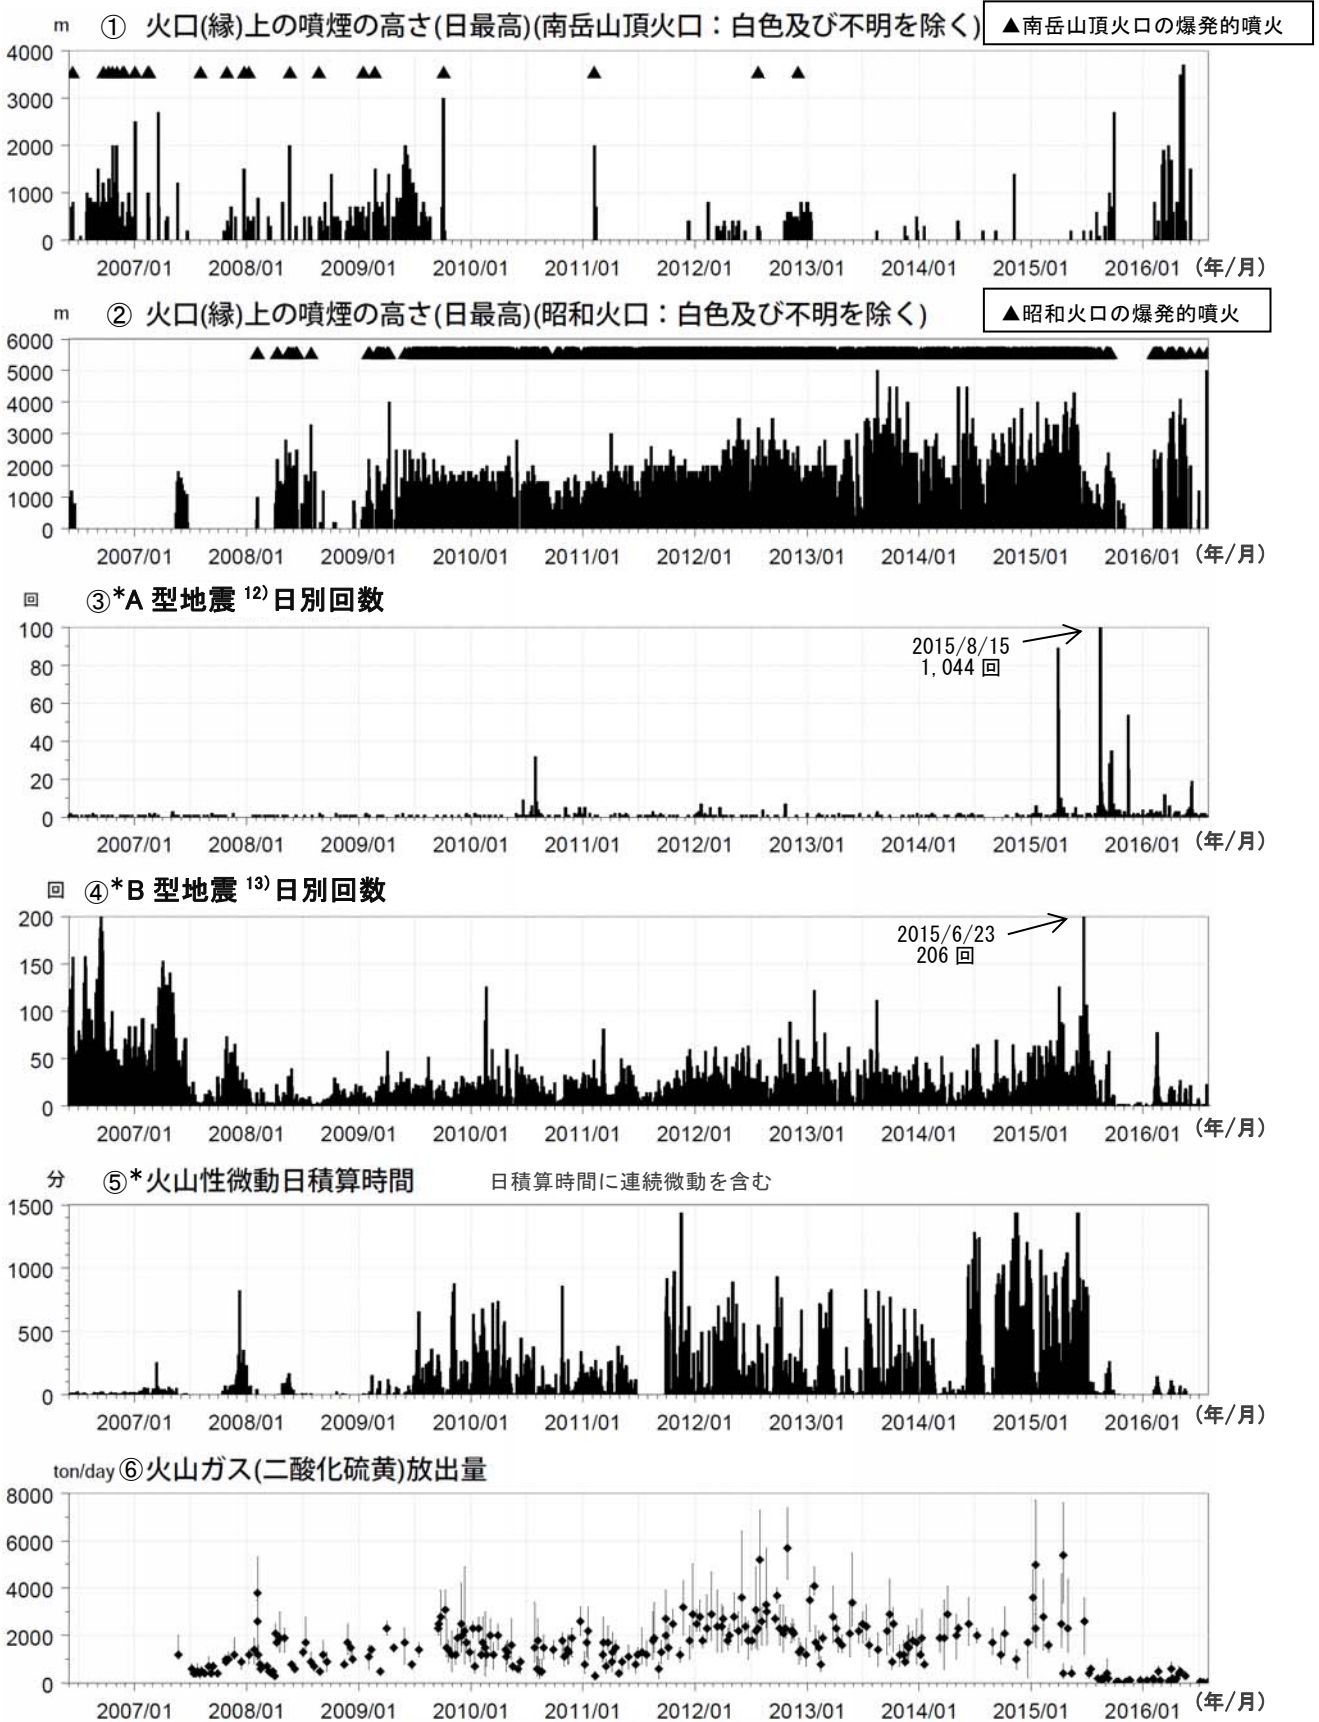 m ① 火口(縁)上の噴煙の高さ(日最高)(南岳山頂火口：白色及び不明を除く) ▲南岳山頂火口の爆発的噴火
4000
3000
2000
1000
0
2007/01 2008/01 2009/01 2010/01 2011/01 2012/01 2013/01 2014/01 2015/01 2016/01 (年/月)
m ② 火口(縁)上の噴煙の高さ(日最高)(昭和火口：白色及び不明を除く) ▲昭和火口の爆発的噴火
6000
5000
4000
3000
2000
1000
0
2007/01 2008/01 2009/01 2010/01 2011/01 2012/01 2013/01 2014/01 2015/01 2016/01 (年/月)
回 ③*A 型地震 12) 日別回数
100
2015/8/15
1,044 回
80
60
40
20
0
2007/01 2008/01 2009/01 2010/01 2011/01 2012/01 2013/01 2014/01 2015/01 2016/01 (年/月)
回 ④*B 型地震 13) 日別回数
200
2015/6/23
206 回
150
100
50
0
2007/01 2008/01 2009/01 2010/01 2011/01 2012/01 2013/01 2014/01 2015/01 2016/01 (年/月)
分 ⑤*火山性微動日積算時間 日積算時間に連続微動を含む
1500
1000
500
0
2007/01 2008/01 2009/01 2010/01 2011/01 2012/01 2013/01 2014/01 2015/01 2016/01 (年/月)
ton/day ⑥火山ガス(二酸化硫黄)放出量
8000
6000
4000
2000
0
2007/01 2008/01 2009/01 2010/01 2011/01 2012/01 2013/01 2014/01 2015/01 2016/01 (年/月)